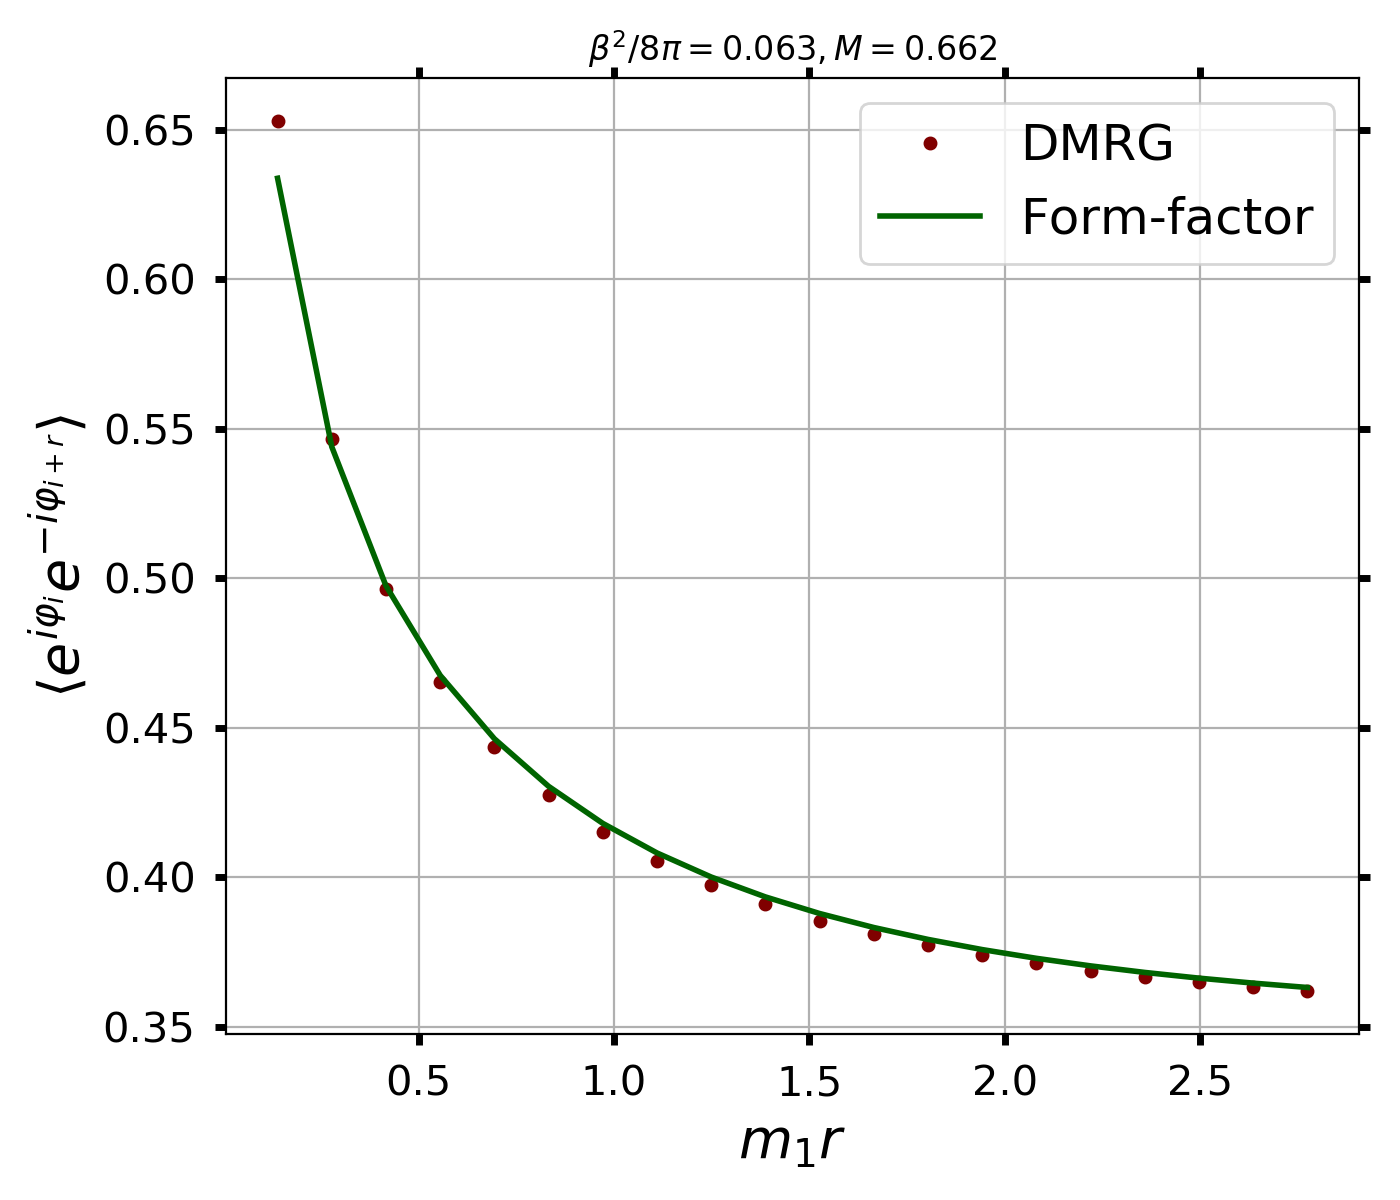 β²/8π = 0.063, M = 0.662
DMRG
Form-factor
0.65
0.60
0.55
0.50
0.45
0.40
0.35
⟨e^{iφ_i}e^{−iφ_{i+r}}⟩
0.5 1.0 1.5 2.0 2.5
m₁r